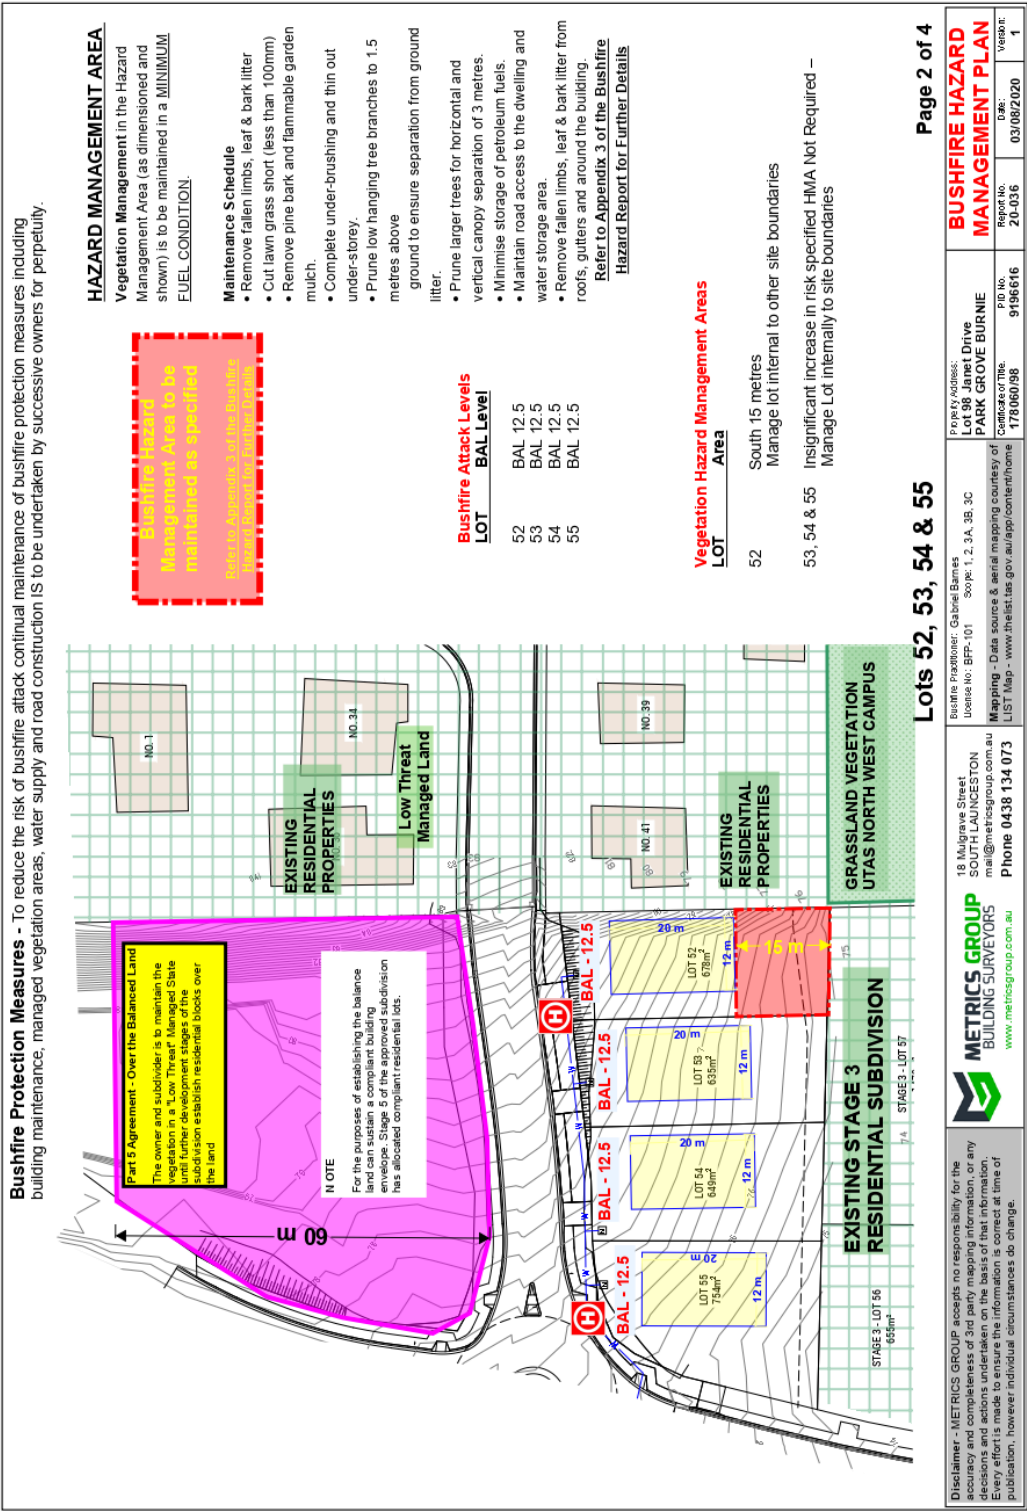 Bushfire Protection Measures - To reduce the risk of bushfire attack continual maintenance of bushfire protection measures including
building maintenance, managed vegetation areas, water supply and road construction IS to be undertaken by successive owners for perpetuity.
Part 5 Agreement - Over the Balanced Land
The owner and subdivider is to maintain the
vegetation in a "Low Threat" Managed State
until further development stages of the
subdivision establish residential blocks over
the land
NOTE
For the purposes of establishing the balance
land can sustain a compliant building
envelope. Stage 5 of the approved subdivision
has allocated compliant residential lots.
60 m
NO. 1
NO. 34
EXISTING
RESIDENTIAL
PROPERTIES
Low Threat
Managed Land
NO. 39
NO. 41
EXISTING
RESIDENTIAL
PROPERTIES
GRASSLAND VEGETATION
UTAS NORTH WEST CAMPUS
H
H
BAL - 12.5
BAL - 12.5
BAL - 12.5
BAL - 12.5
LOT 55
754m²
20 m
12 m
LOT 54
649m²
20 m
12 m
LOT 53
635m²
20 m
12 m
LOT 52
678m²
20 m
12 m
15 m
EXISTING STAGE 3
RESIDENTIAL SUBDIVISION
STAGE 3 - LOT 56
655m²
STAGE 3 - LOT 57
Bushfire Hazard
Management Area to be
maintained as specified
Refer to Appendix 3 of the Bushfire
Hazard Report for Further Details
HAZARD MANAGEMENT AREA
Vegetation Management in the Hazard
Management Area (as dimensioned and
shown) is to be maintained in a MINIMUM
FUEL CONDITION.
Maintenance Schedule
• Remove fallen limbs, leaf & bark litter
• Cut lawn grass short (less than 100mm)
• Remove pine bark and flammable garden
mulch.
• Complete under-brushing and thin out
under-storey.
• Prune low hanging tree branches to 1.5
metres above
ground to ensure separation from ground
litter.
• Prune larger trees for horizontal and
vertical canopy separation of 3 metres.
• Minimise storage of petroleum fuels.
• Maintain road access to the dwelling and
water storage area.
• Remove fallen limbs, leaf & bark litter from
roofs, gutters and around the building.
Refer to Appendix 3 of the Bushfire
Hazard Report for Further Details
Bushfire Attack Levels
LOT BAL Level
52 BAL 12.5
53 BAL 12.5
54 BAL 12.5
55 BAL 12.5
Vegetation Hazard Management Areas
LOT Area
52 South 15 metres
Manage lot internal to other site boundaries
53, 54 & 55 Insignificant increase in risk specified HMA Not Required –
Manage Lot internally to site boundaries
Lots 52, 53, 54 & 55
Page 2 of 4
Disclaimer - METRICS GROUP accepts no responsibility for the
accuracy and completeness of 3rd party mapping information, or any
decisions and actions undertaken on the basis of that information.
Every effort is made to ensure the information is correct at time of
publication, however individual circumstances do change.
METRICS GROUP
BUILDING SURVEYORS
www.metricsgroup.com.au
18 Mulgrave Street
SOUTH LAUNCESTON
mail@metricsgroup.com.au
Phone 0438 134 073
Bushfire Practitioner: Gabriel Barnes
License No: BFP-101 Scope: 1, 2, 3A, 3B, 3C
Mapping - Data source & aerial mapping courtesy of
LIST Map - www.thelist.tas.gov.au/app/content/home
Property Address:
Lot 98 Janet Drive
PARK GROVE BURNIE
Certificate of Title. PID No.
178060/98 9196616
BUSHFIRE HAZARD
MANAGEMENT PLAN
Report No. Date: Version:
20-036 03/08/2020 1